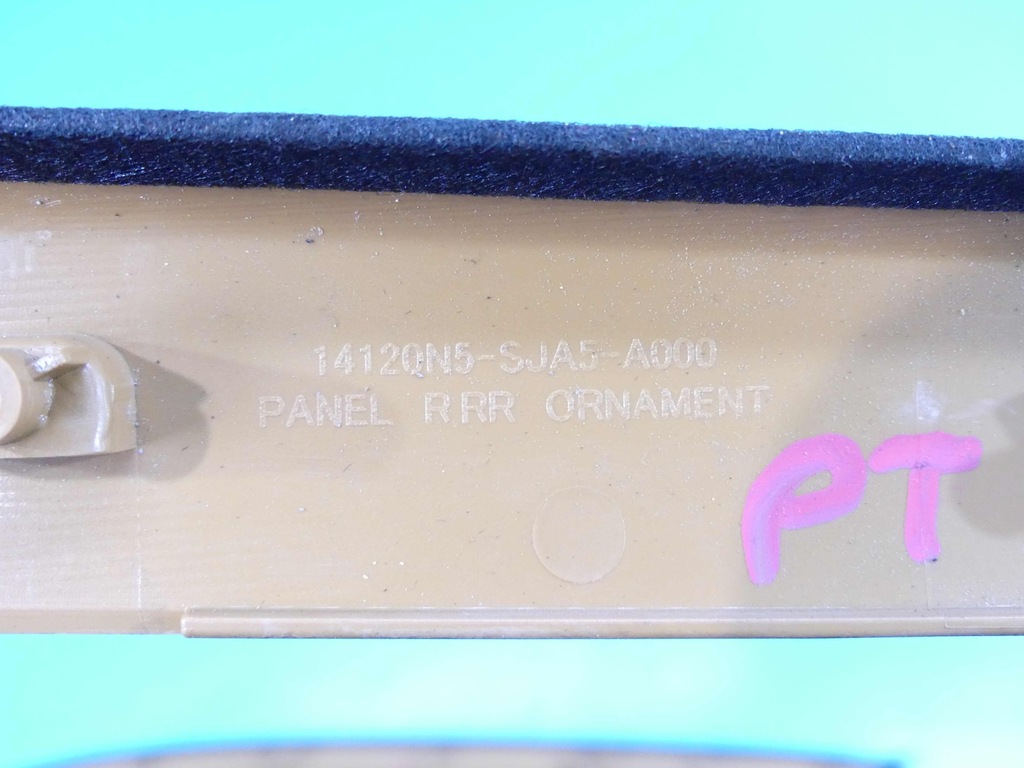 14120N5-SJA5-A000
PANEL R RR ORNAMENT
PT